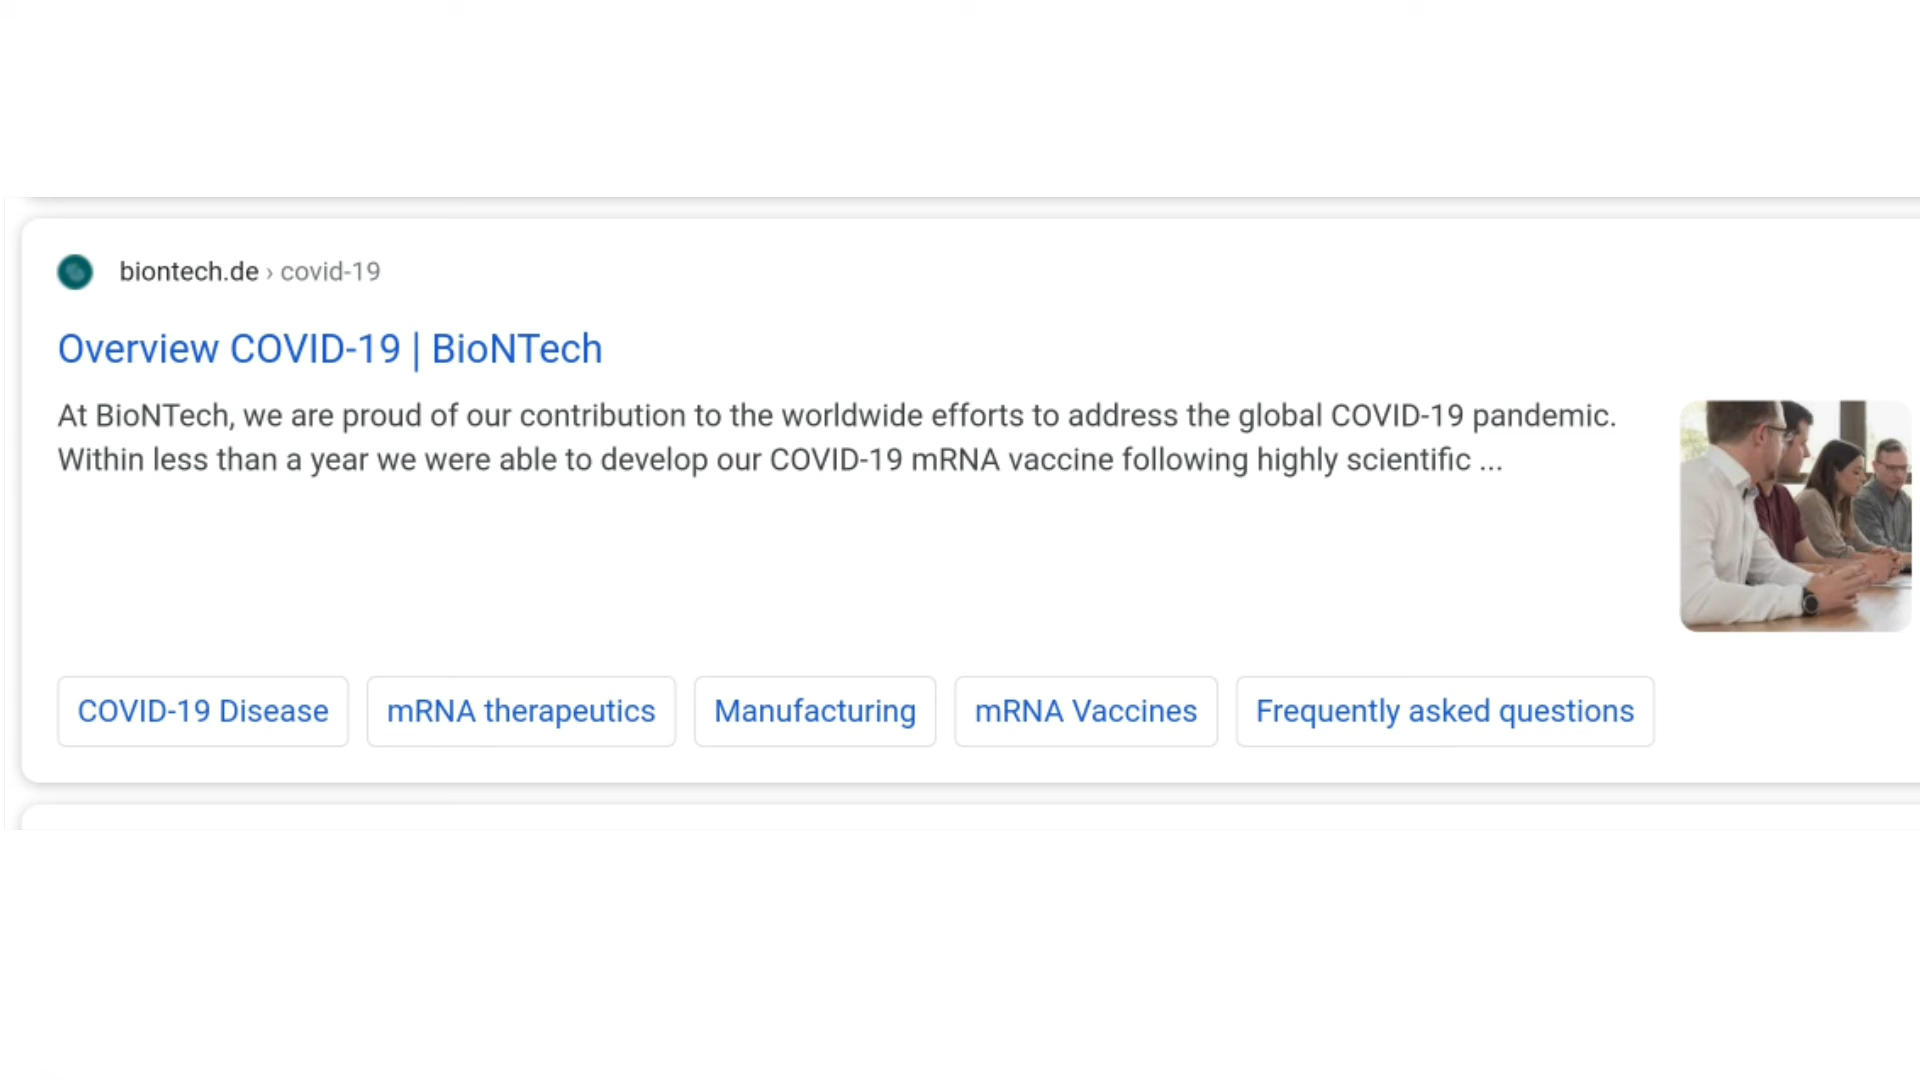 biontech.de › covid-19
Overview COVID-19 | BioNTech
At BioNTech, we are proud of our contribution to the worldwide efforts to address the global COVID-19 pandemic.
Within less than a year we were able to develop our COVID-19 mRNA vaccine following highly scientific ...
COVID-19 Disease
mRNA therapeutics
Manufacturing
mRNA Vaccines
Frequently asked questions